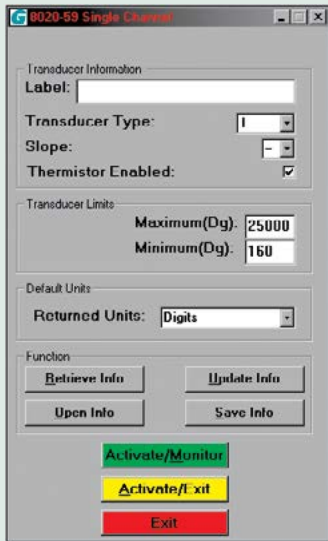 G 8020-59 Single Channel
Transducer Information
Label:
Transducer Type: I
Slope: -
Thermistor Enabled:
Transducer Limits
Maximum(Dg). 25000
Minimum(Dg). 160
Default Units
Returned Units: Digits
Function
Retrieve Info Update Info
Open Info Save Info
Activate/Monitor
Activate/Exit
Exit